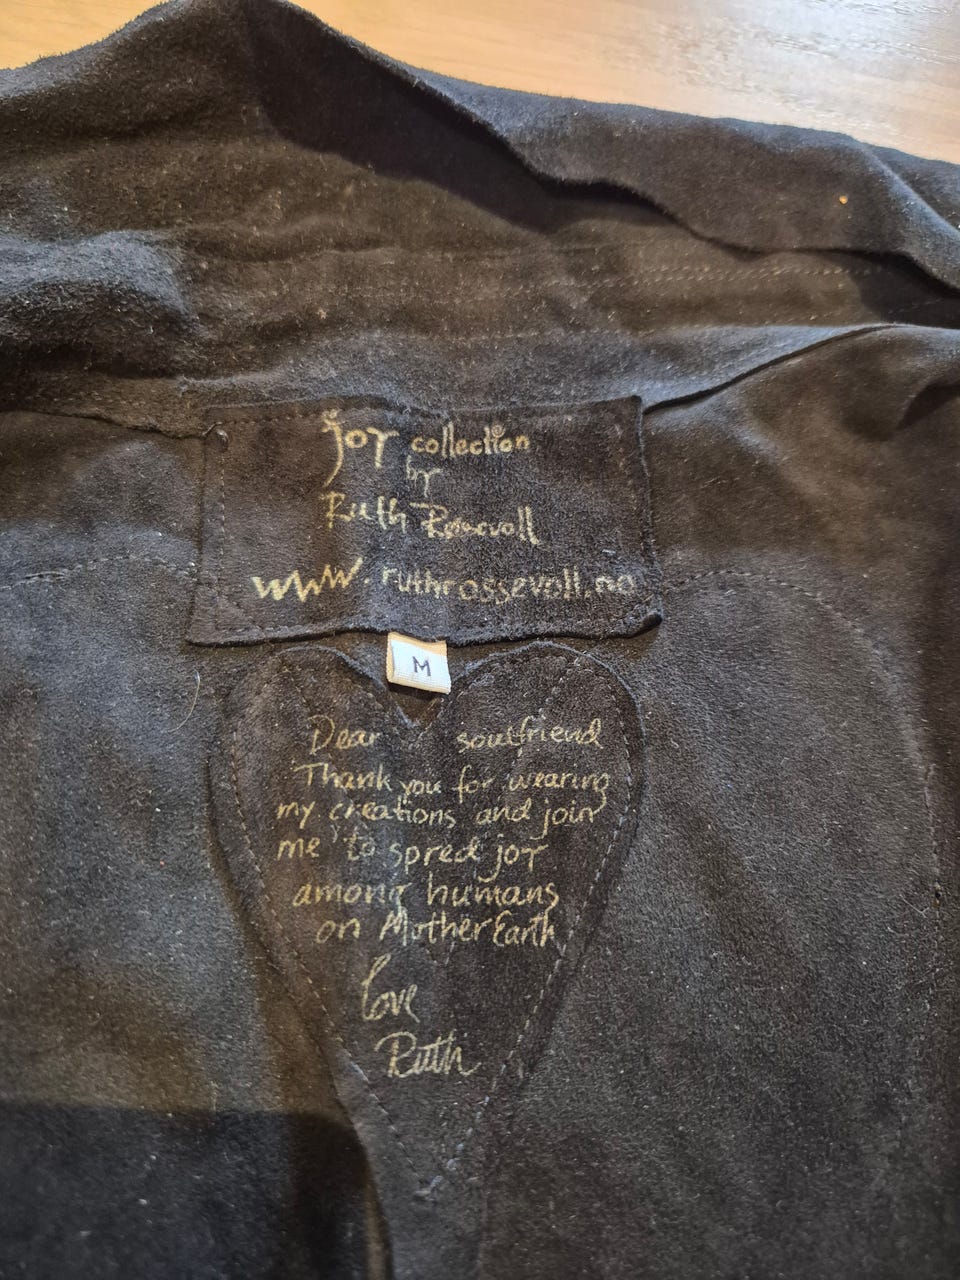 joy collection
by
Ruth Rossevoll
www.ruthrossevoll.no
M
Dear soulfriend
Thank you for wearing
my creations and join
me to spred joy
among humans
on Mother Earth
love
Ruth